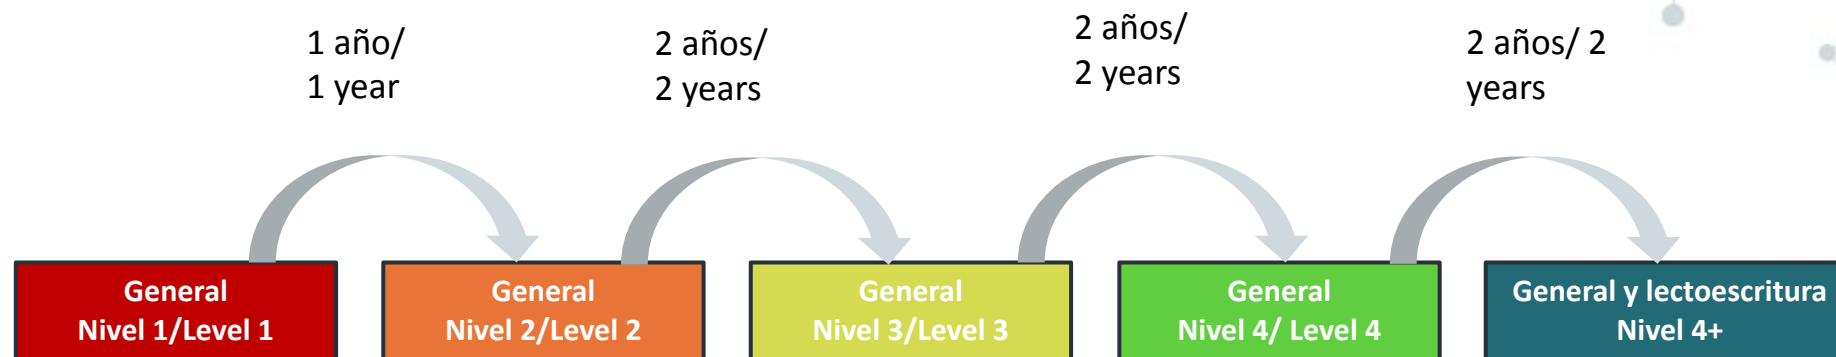 1 año/
1 year
2 años/
2 years
2 años/
2 years
2 años/ 2
years
General
Nivel 1/Level 1
General
Nivel 2/Level 2
General
Nivel 3/Level 3
General
Nivel 4/ Level 4
General y lectoescritura
Nivel 4+